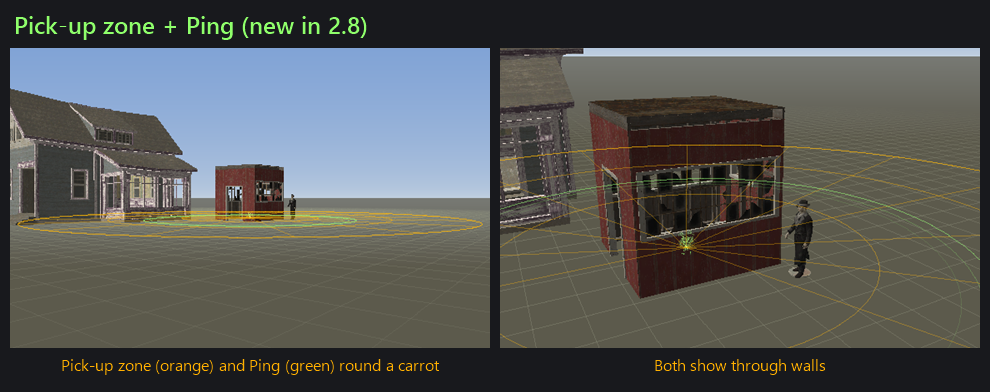 Pick-up zone + Ping (new in 2.8)
Pick-up zone (orange) and Ping (green) round a carrot
Both show through walls